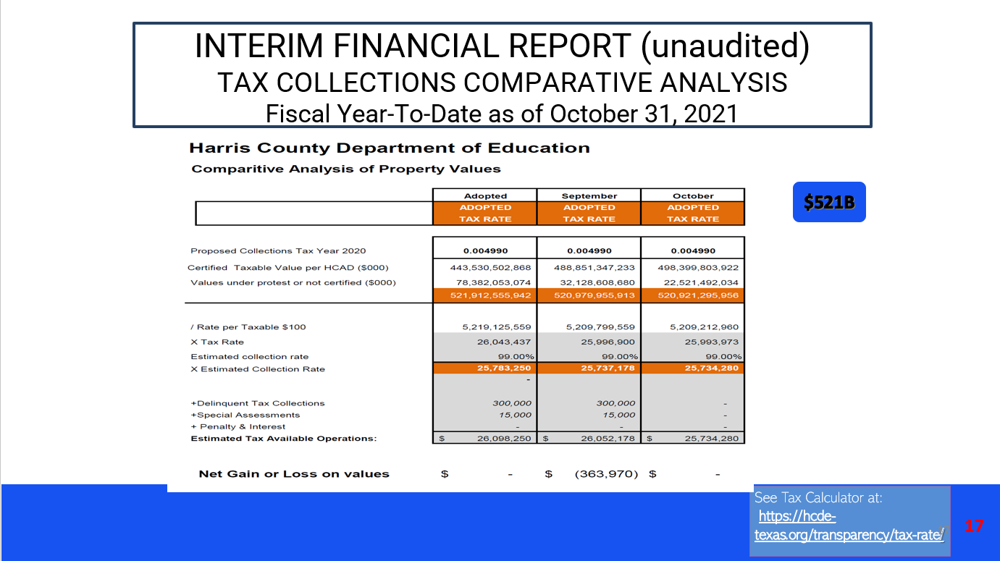 INTERIM FINANCIAL REPORT (unaudited)
TAX COLLECTIONS COMPARATIVE ANALYSIS
Fiscal Year-To-Date as of October 31, 2021
Harris County Department of Education
Comparitive Analysis of Property Values
$521B
Adopted September October
ADOPTED ADOPTED ADOPTED
TAX RATE TAX RATE TAX RATE
Proposed Collections Tax Year 2020 0.004990 0.004990 0.004990
Certified Taxable Value per HCAD ($000) 443,530,502,868 488,851,347,233 498,399,803,922
Values under protest or not certified ($000) 78,382,053,074 32,128,608,680 22,521,492,034
521,912,555,942 520,979,955,913 520,921,295,956
/ Rate per Taxable $100 5,219,125,559 5,209,799,559 5,209,212,960
X Tax Rate 26,043,437 25,996,900 25,993,973
Estimated collection rate 99.00% 99.00% 99.00%
X Estimated Collection Rate 25,783,250 25,737,178 25,734,280
-
+Delinquent Tax Collections 300,000 300,000 -
+Special Assessments 15,000 15,000 -
+ Penalty & Interest - - -
Estimated Tax Available Operations: $ 26,098,250 $ 26,052,178 $ 25,734,280
Net Gain or Loss on values $ - $ (363,970) $ -
See Tax Calculator at:
https://hcde-
texas.org/transparency/tax-rate/
17